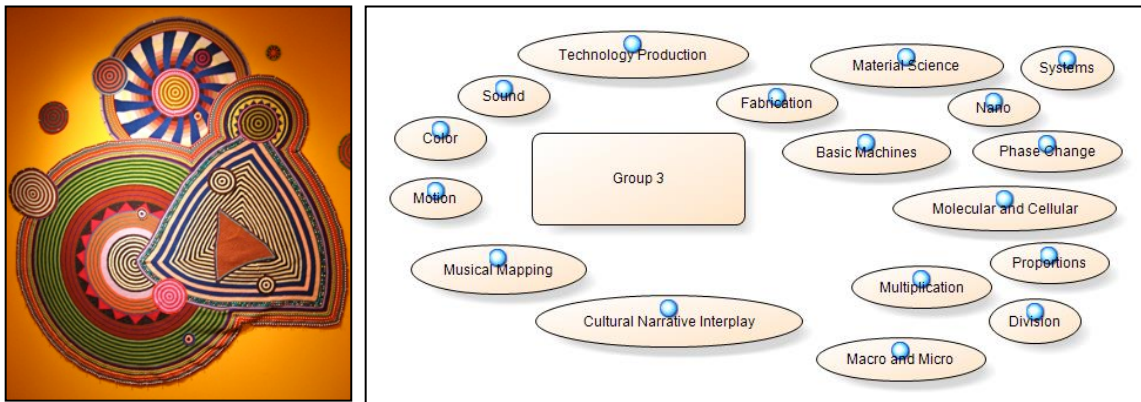 Technology Production
Material Science
Systems
Sound
Fabrication
Nano
Color
Basic Machines
Phase Change
Group 3
Motion
Molecular and Cellular
Musical Mapping
Proportions
Multiplication
Cultural Narrative Interplay
Division
Macro and Micro